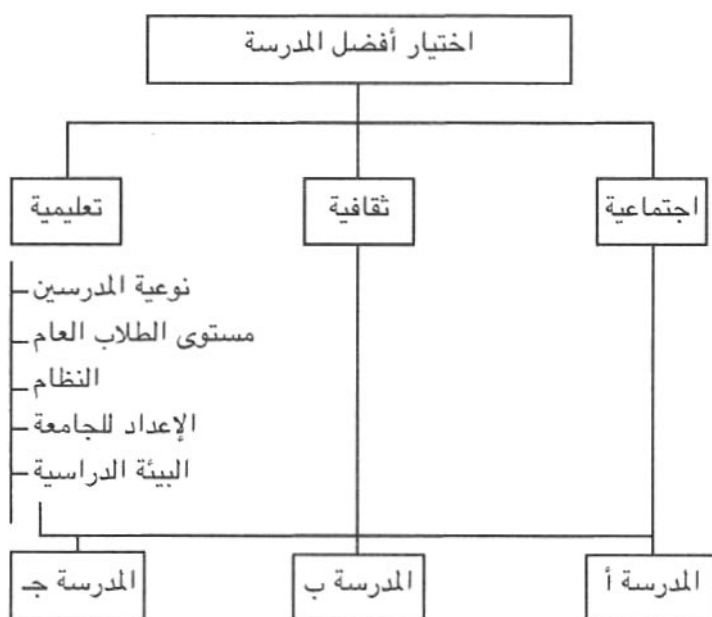 اختيار أفضل المدرسة
اجتماعية
ثقافية
تعليمية
نوعية المدرسين
مستوى الطلاب العام
النظام
الإعداد للجامعة
البيئة الدراسية
المدرسة أ
المدرسة ب
المدرسة جـ